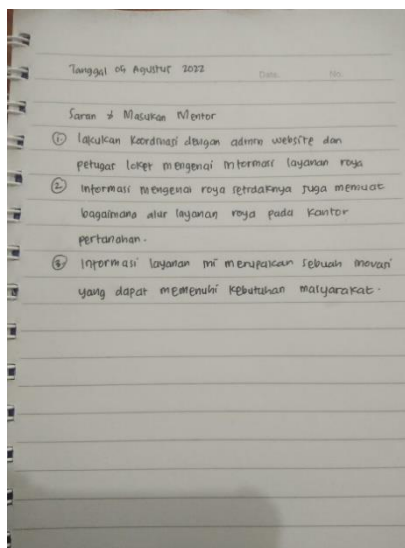 Tanggal 04 Agustus 2022
Date. No.
Saran & Masukan Mentor
① lakukan koordinasi dengan admin website dan
petugas loket mengenai informasi layanan roya
② Informasi mengenai roya setidaknya juga memuat
bagaimana alur layanan roya pada kantor
pertanahan.
③ Informasi layanan ini merupakan sebuah inovasi
yang dapat memenuhi kebutuhan masyarakat.